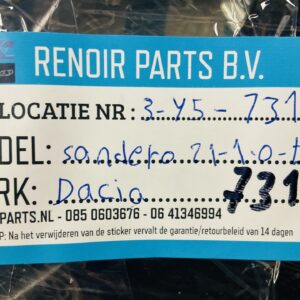 RENOIR PARTS B.V.
LOCATIE NR : 3-Y5-731
DEL: sandero 21-1.0-t
RK: Dacia 731
PARTS.NL - 085 0603676 - 06 41346994
P: Na het verwijderen van de sticker vervalt de garantie/retourbeleid van 14 dagen